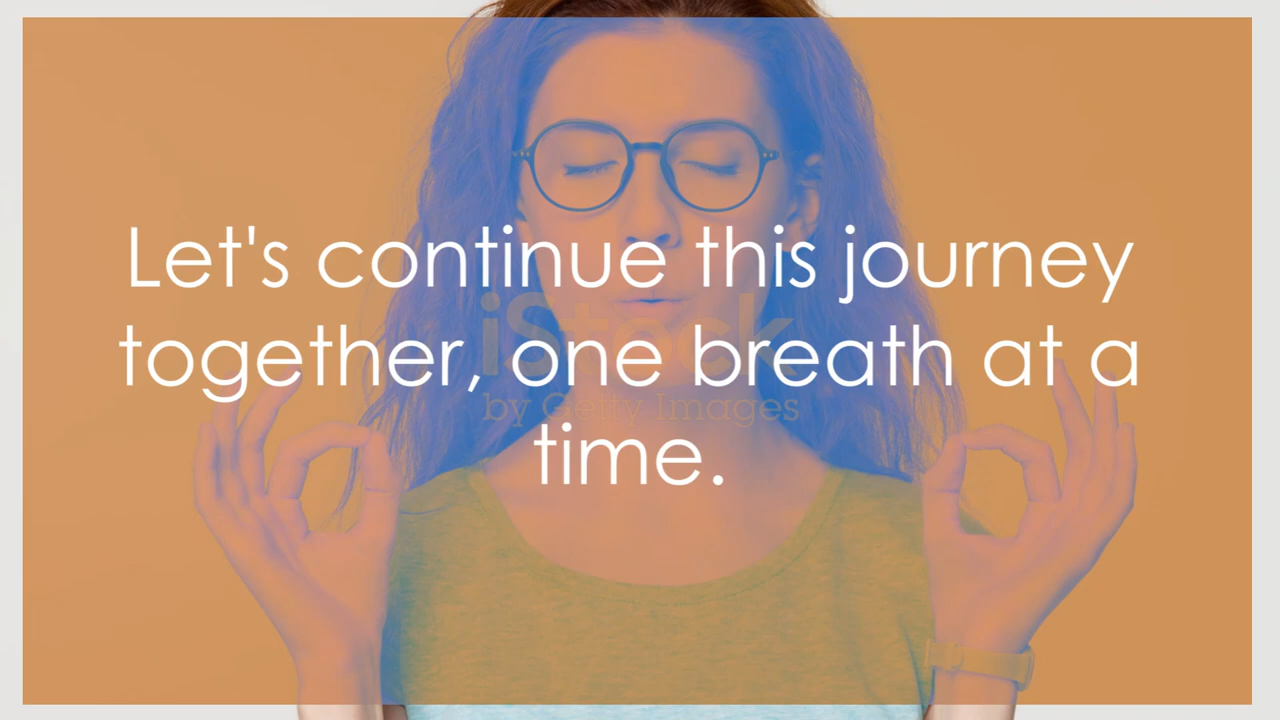 Let's continue this journey
together, one breath at a
time.
iStock
by Getty Images